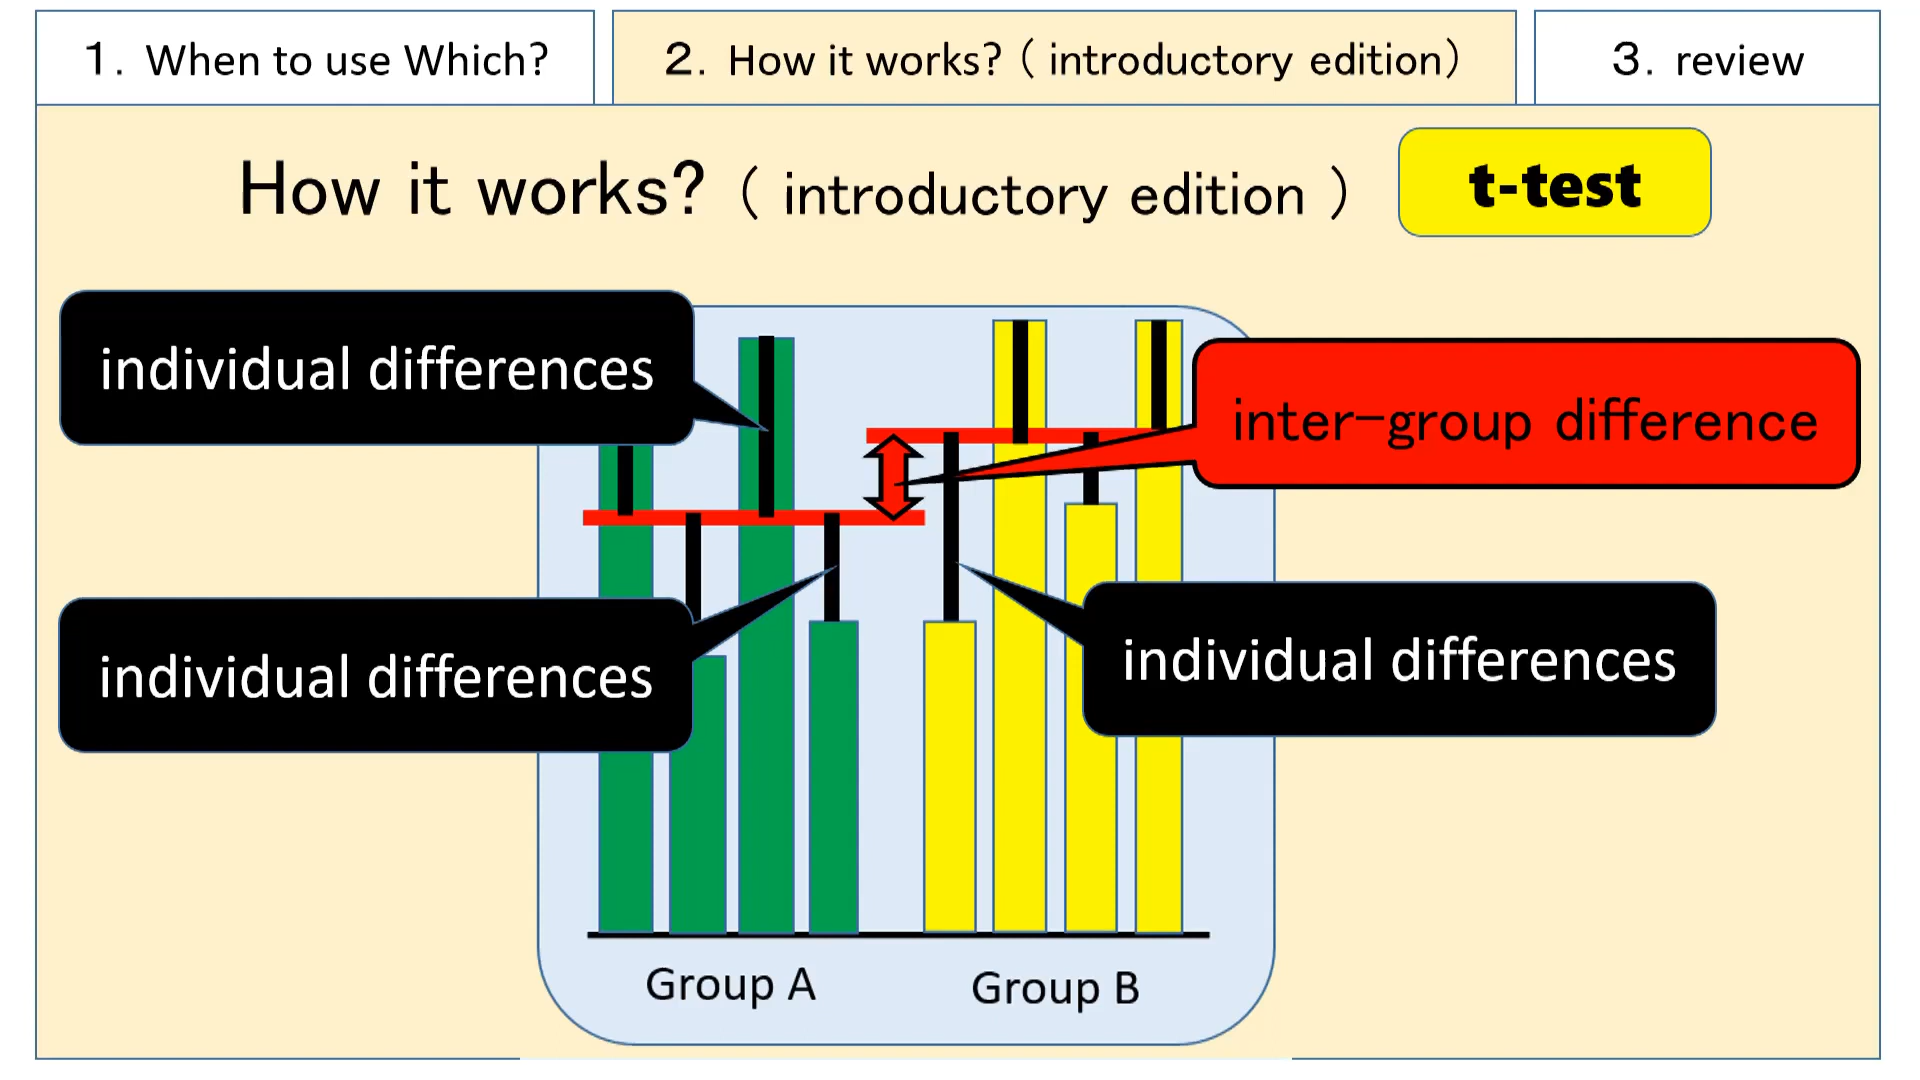 1. When to use Which?
2. How it works? ( introductory edition)
3. review
How it works? ( introductory edition )
t-test
individual differences
inter-group difference
individual differences
individual differences
Group A
Group B